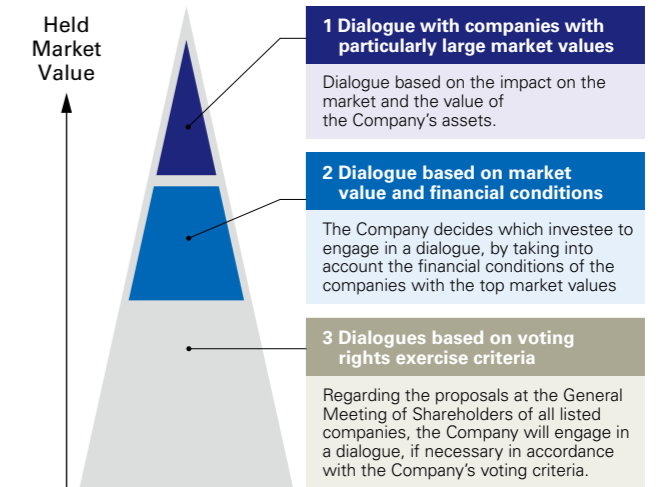 Held
Market
Value
1 Dialogue with companies with
particularly large market values
Dialogue based on the impact on the
market and the value of
the Company's assets.
2 Dialogue based on market
value and financial conditions
The Company decides which investee to
engage in a dialogue, by taking into
account the financial conditions of the
companies with the top market values
3 Dialogues based on voting
rights exercise criteria
Regarding the proposals at the General
Meeting of Shareholders of all listed
companies, the Company will engage in
a dialogue, if necessary in accordance
with the Company's voting criteria.